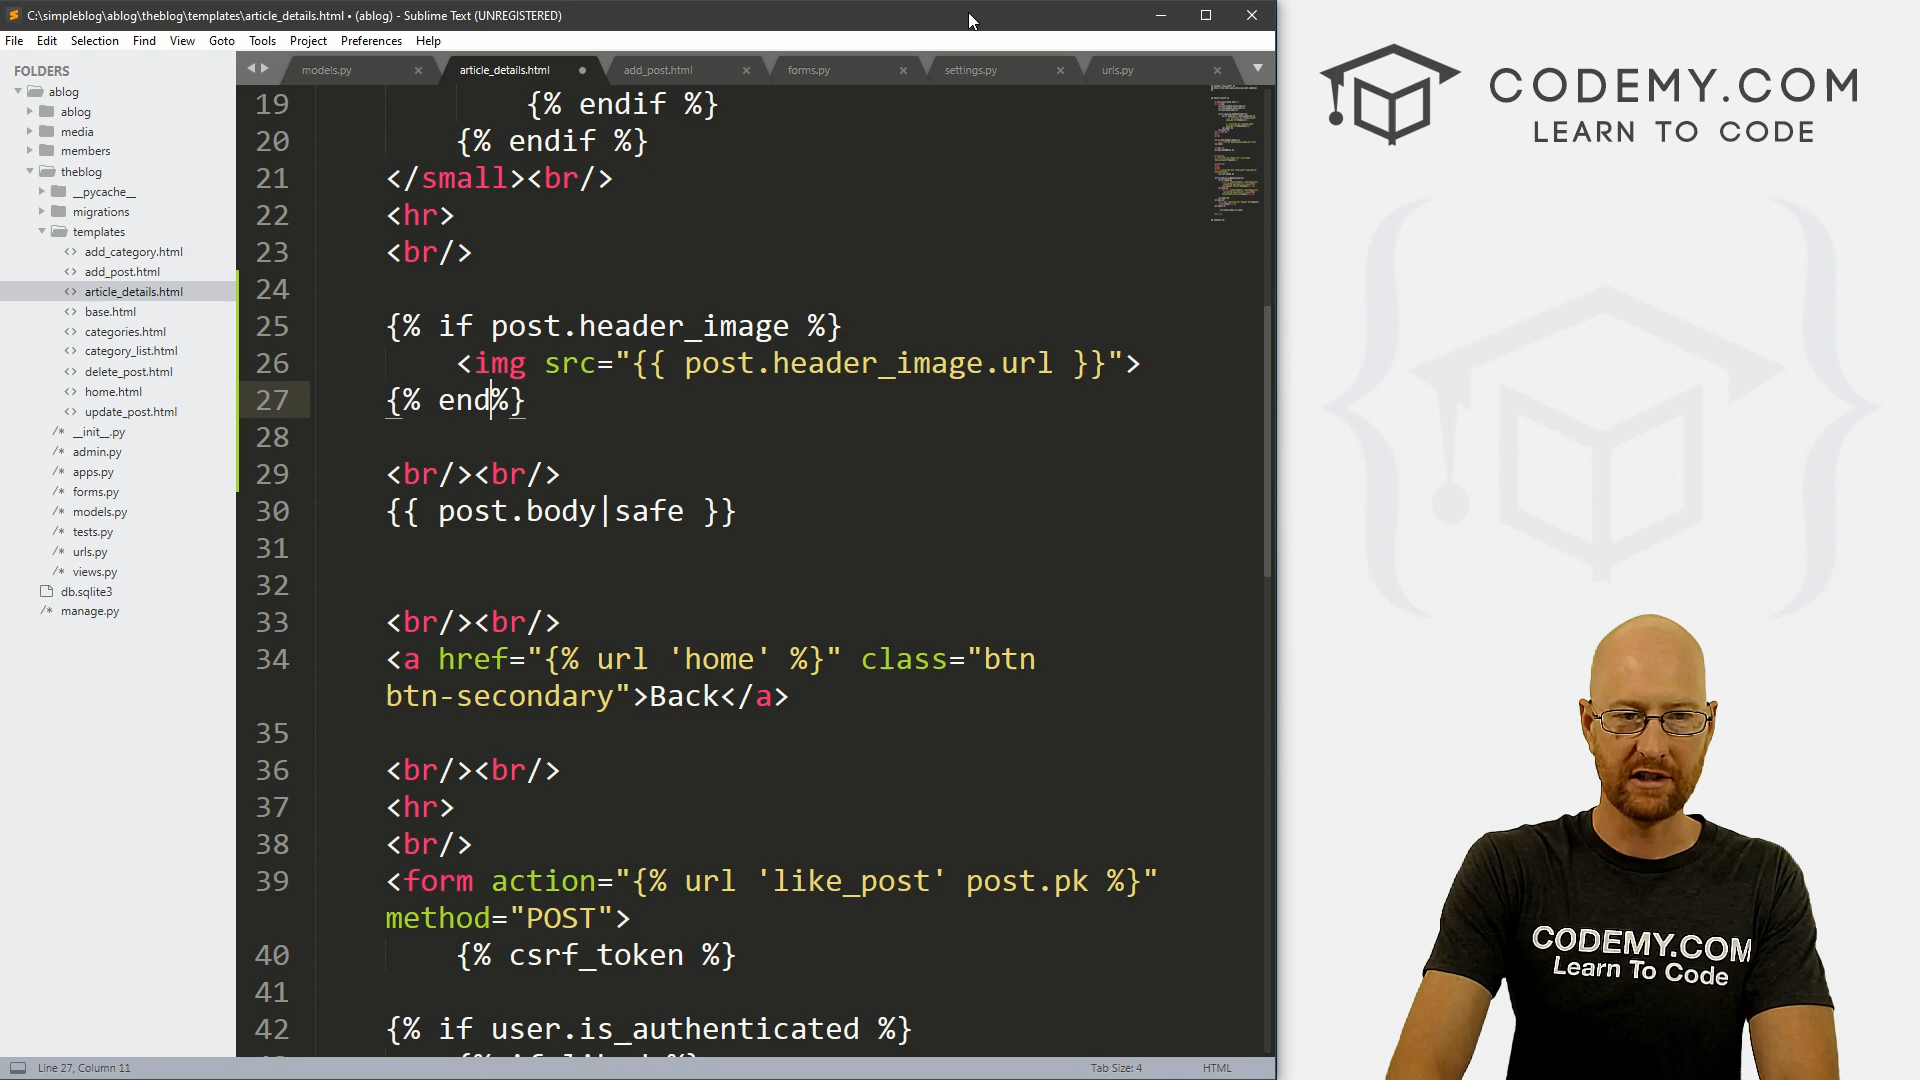 C:\simpleblog\ablog\theblog\templates\article_details.html • (ablog) - Sublime Text (UNREGISTERED)
File Edit Selection Find View Goto Tools Project Preferences Help
FOLDERS
ablog
ablog
media
members
theblog
__pycache__
migrations
templates
add_category.html
add_post.html
article_details.html
base.html
categories.html
category_list.html
delete_post.html
home.html
update_post.html
__init__.py
admin.py
apps.py
forms.py
models.py
tests.py
urls.py
views.py
db.sqlite3
manage.py
models.py article_details.html add_post.html forms.py settings.py urls.py
19 {% endif %}
20 {% endif %}
21 </small><br/>
22 <hr>
23 <br/>
24
25 {% if post.header_image %}
26 <img src="{{ post.header_image.url }}">
27 {% end%}
28
29 <br/><br/>
30 {{ post.body|safe }}
31
32
33 <br/><br/>
34 <a href="{% url 'home' %}" class="btn
btn-secondary">Back</a>
35
36 <br/><br/>
37 <hr>
38 <br/>
39 <form action="{% url 'like_post' post.pk %}"
method="POST">
40 {% csrf_token %}
41
42 {% if user.is_authenticated %}
Line 27, Column 11 Tab Size: 4 HTML
CODEMY.COM
LEARN TO CODE
CODEMY.COM
Learn To Code